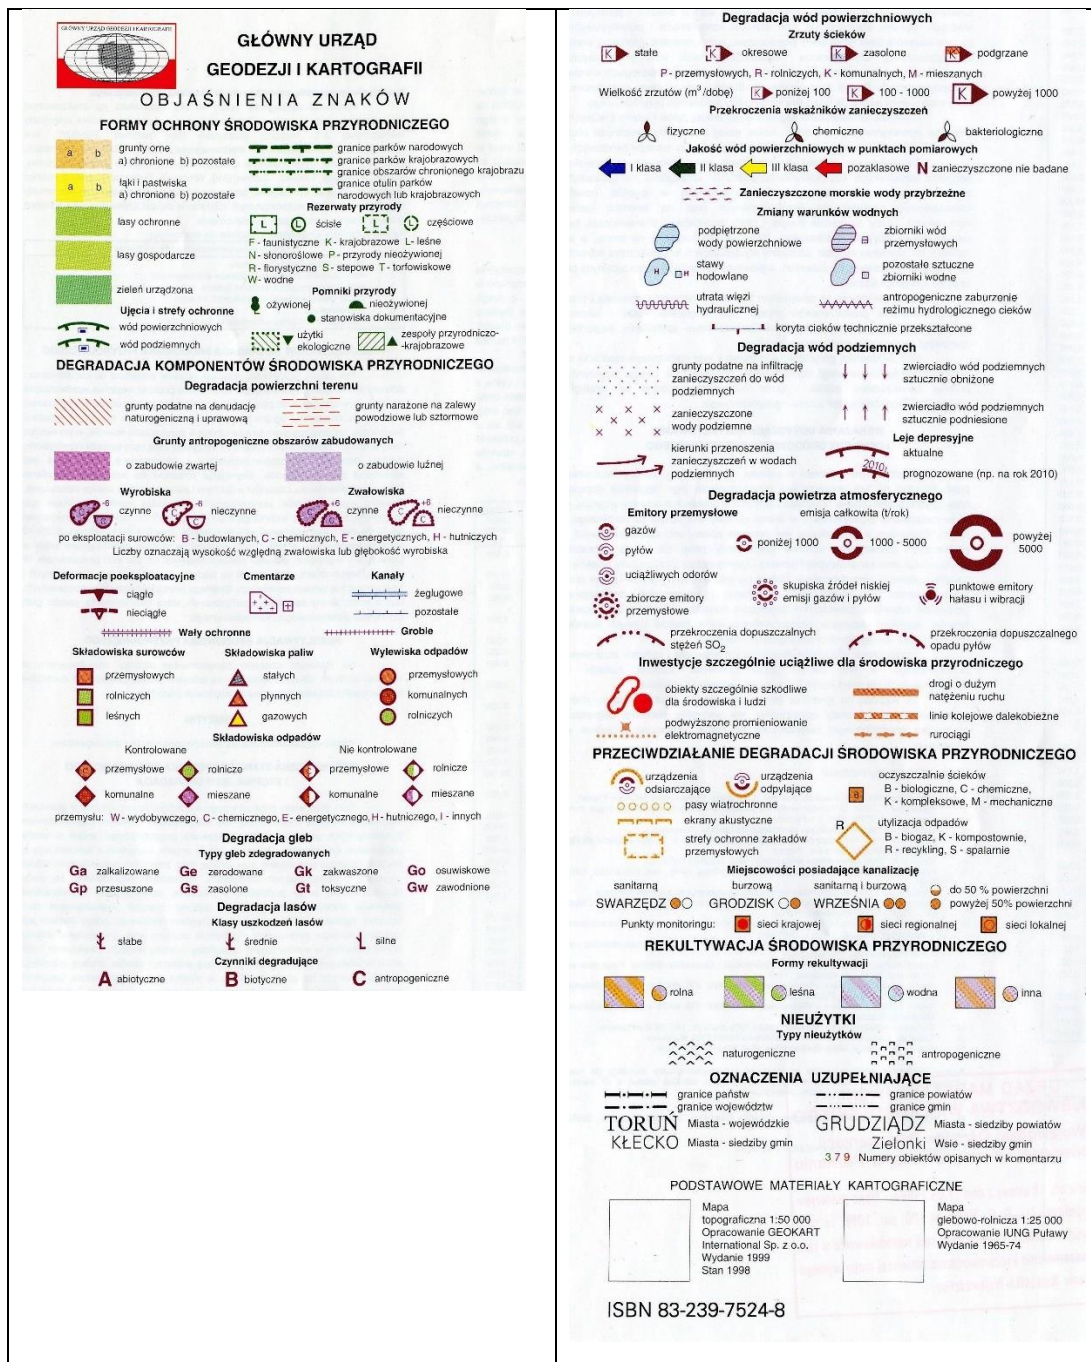 GŁÓWNY URZĄD GEODEZJI I KARTOGRAFII
GŁÓWNY URZĄD
GEODEZJI I KARTOGRAFII
OBJAŚNIENIA ZNAKÓW
FORMY OCHRONY ŚRODOWISKA PRZYRODNICZEGO
a b grunty orne
a) chronione b) pozostałe
a b łąki i pastwiska
a) chronione b) pozostałe
lasy ochronne
lasy gospodarcze
zieleń urządzona
Ujęcia i strefy ochronne
wód powierzchniowych
wód podziemnych
granice parków narodowych
granice parków krajobrazowych
granice obszarów chronionego krajobrazu
granice otulin parków
narodowych lub krajobrazowych
Rezerwaty przyrody
L L ścisłe L L częściowe
F - faunistyczne K - krajobrazowe L - leśne
N - słonoroślowe P - przyrody nieożywionej
R - florystyczne S - stepowe T - torfowiskowe
W - wodne
Pomniki przyrody
ożywionej nieożywionej
stanowiska dokumentacyjne
użytki
ekologiczne
zespoły przyrodniczo-
-krajobrazowe
DEGRADACJA KOMPONENTÓW ŚRODOWISKA PRZYRODNICZEGO
Degradacja powierzchni terenu
grunty podatne na denudację
naturogeniczną i uprawową
grunty narażone na zalewy
powodziowe lub sztormowe
Grunty antropogeniczne obszarów zabudowanych
o zabudowie zwartej o zabudowie luźnej
Wyrobiska Zwałowiska
C -6 C czynne C -6 C nieczynne C +6 C czynne C +6 C nieczynne
po eksploatacji surowców: B - budowlanych, C - chemicznych, E - energetycznych, H - hutniczych
Liczby oznaczają wysokość względną zwałowiska lub głębokość wyrobiska
Deformacje poeksploatacyjne Cmentarze Kanały
ciągłe żeglugowe
nieciągłe pozostałe
Wały ochronne Groble
Składowiska surowców Składowiska paliw Wylewiska odpadów
przemysłowych stałych przemysłowych
rolniczych płynnych komunalnych
leśnych gazowych rolniczych
Składowiska odpadów
Kontrolowane Nie kontrolowane
C przemysłowe rolnicze przemysłowe rolnicze
komunalne mieszane komunalne mieszane
przemysłu: W - wydobywczego, C - chemicznego, E - energetycznego, H - hutniczego, I - innych
Degradacja gleb
Typy gleb zdegradowanych
Ga zalkalizowane Ge zerodowane Gk zakwaszone Go osuwiskowe
Gp przesuszone Gs zasolone Gt toksyczne Gw zawodnione
Degradacja lasów
Klasy uszkodzeń lasów
słabe średnie silne
Czynniki degradujące
A abiotyczne B biotyczne C antropogeniczne
Degradacja wód powierzchniowych
Zrzuty ścieków
K stałe K okresowe K zasolone K podgrzane
P - przemysłowych, R - rolniczych, K - komunalnych, M - mieszanych
Wielkość zrzutów (m³/dobę) K poniżej 100 K 100 - 1000 K powyżej 1000
Przekroczenia wskaźników zanieczyszczeń
fizyczne chemiczne bakteriologiczne
Jakość wód powierzchniowych w punktach pomiarowych
I klasa II klasa III klasa pozaklasowe N zanieczyszczone nie badane
Zanieczyszczone morskie wody przybrzeżne
Zmiany warunków wodnych
podpiętrzone
wody powierzchniowe
zbiorniki wód
przemysłowych
H H stawy
hodowlane
pozostałe sztuczne
zbiorniki wodne
utrata więzi
hydraulicznej
antropogeniczne zaburzenie
reżimu hydrologicznego cieków
koryta cieków technicznie przekształcone
Degradacja wód podziemnych
grunty podatne na infiltrację
zanieczyszczeń do wód
podziemnych
zwierciadło wód podziemnych
sztucznie obniżone
zanieczyszczone
wody podziemne
zwierciadło wód podziemnych
sztucznie podniesione
kierunki przenoszenia
zanieczyszczeń w wodach
podziemnych
Leje depresyjne
aktualne
2010r. prognozowane (np. na rok 2010)
Degradacja powietrza atmosferycznego
Emitory przemysłowe emisja całkowita (t/rok)
gazów
pyłów
poniżej 1000 1000 - 5000 powyżej
5000
uciążliwych odorów
zbiorcze emitory
przemysłowe
skupiska źródeł niskiej
emisji gazów i pyłów
punktowe emitory
hałasu i wibracji
przekroczenia dopuszczalnych
stężeń SO₂
przekroczenia dopuszczalnego
opadu pyłów
Inwestycje szczególnie uciążliwe dla środowiska przyrodniczego
obiekty szczególnie szkodliwe
dla środowiska i ludzi
drogi o dużym
natężeniu ruchu
linie kolejowe dalekobieżne
podwyższone promieniowanie
elektromagnetyczne
rurociągi
PRZECIWDZIAŁANIE DEGRADACJI ŚRODOWISKA PRZYRODNICZEGO
urządzenia
odsiarczające
urządzenia
odpylające
pasy wiatrochronne
ekrany akustyczne
strefy ochronne zakładów
przemysłowych
oczyszczalnie ścieków
B - biologiczne, C - chemiczne,
K - kompleksowe, M - mechaniczne
R utylizacja odpadów
B - biogaz, K - kompostownie,
R - recykling, S - spalarnie
Miejscowości posiadające kanalizację
sanitarną burzową sanitarną i burzową
SWARZĘDZ GRODZISK WRZEŚNIA
do 50 % powierzchni
powyżej 50% powierzchni
Punkty monitoringu: sieci krajowej sieci regionalnej sieci lokalnej
REKULTYWACJA ŚRODOWISKA PRZYRODNICZEGO
Formy rekultywacji
rolna leśna wodna inna
NIEUŻYTKI
Typy nieużytków
naturogeniczne antropogeniczne
OZNACZENIA UZUPEŁNIAJĄCE
granice państw granice powiatów
granice województw granice gmin
TORUŃ Miasta - wojewódzkie GRUDZIĄDZ Miasta - siedziby powiatów
KŁECKO Miasta - siedziby gmin Zielonki Wsie - siedziby gmin
3 7 9 Numery obiektów opisanych w komentarzu
PODSTAWOWE MATERIAŁY KARTOGRAFICZNE
Mapa
topograficzna 1:50 000
Opracowanie GEOKART
International Sp. z o.o.
Wydanie 1999
Stan 1998
Mapa
glebowo-rolnicza 1:25 000
Opracowanie IUNG Puławy
Wydanie 1965-74
ISBN 83-239-7524-8